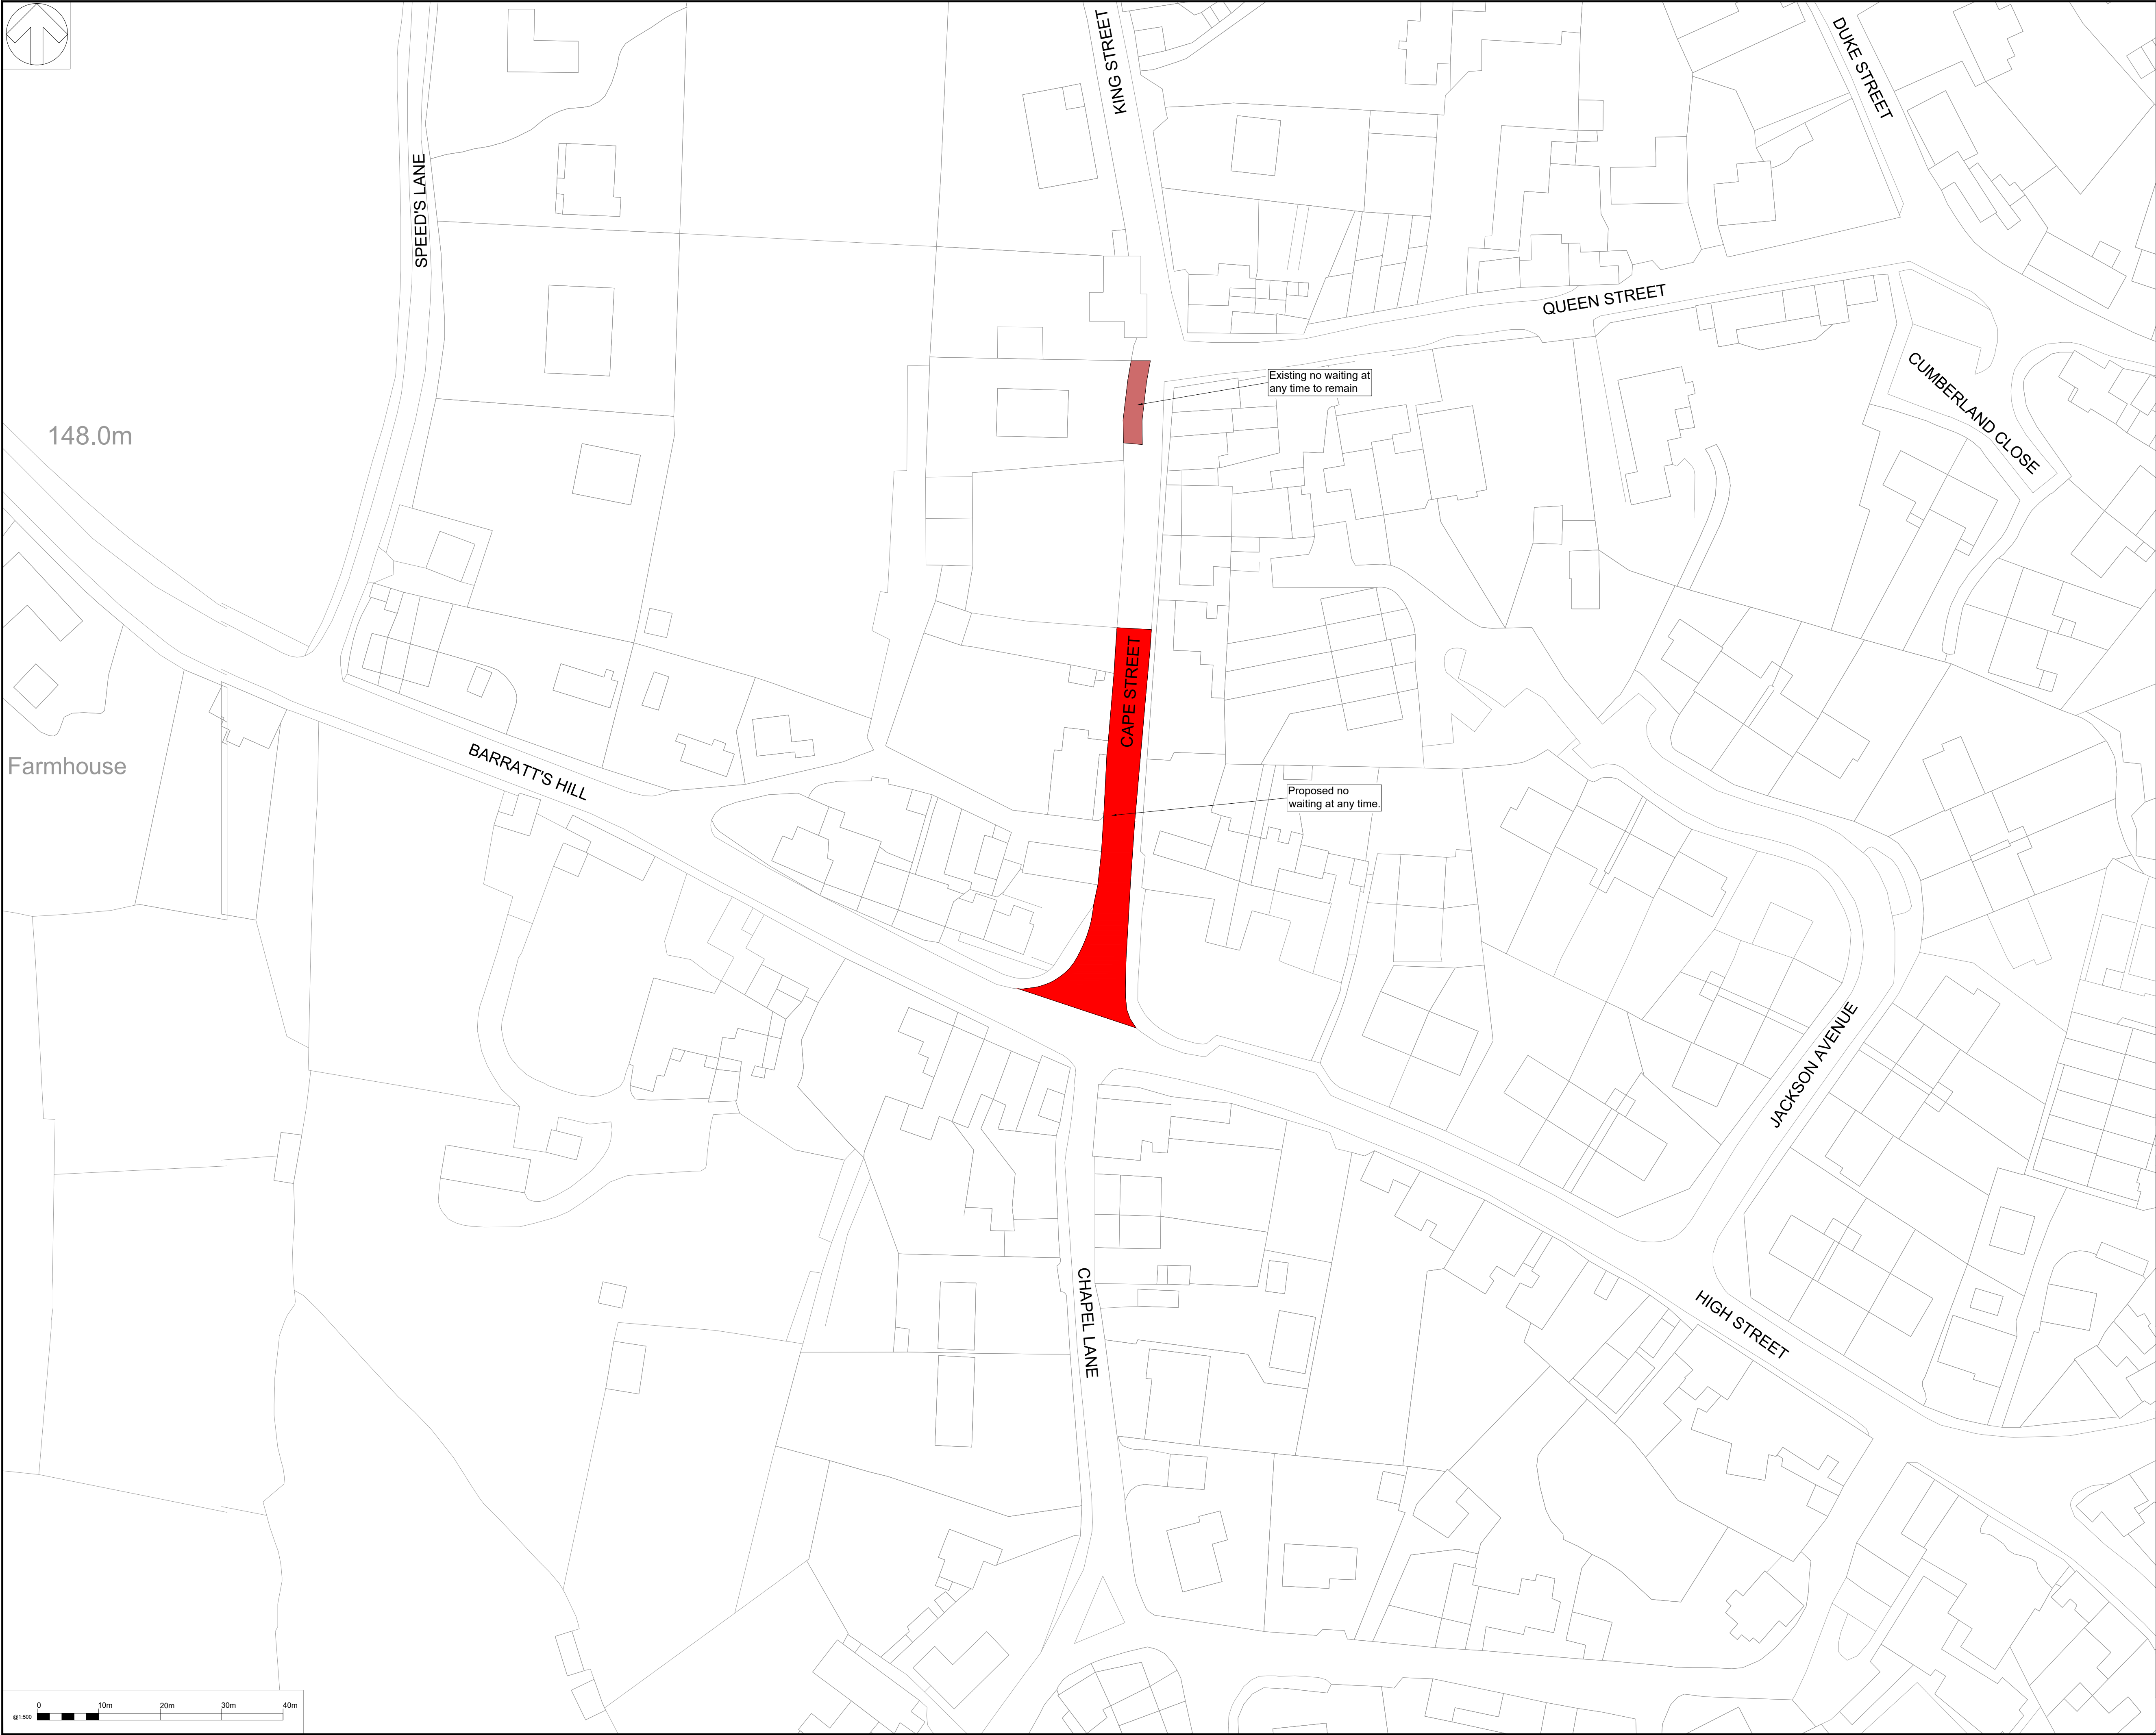 KING STREET
DUKE STREET
SPEED'S LANE
QUEEN STREET
Existing no waiting at
any time to remain
CUMBERLAND CLOSE
148.0m
CAPE STREET
Farmhouse
BARRATT'S HILL
Proposed no
waiting at any time.
JACKSON AVENUE
CHAPEL LANE
HIGH STREET
0 10m 20m 30m 40m
@1:500